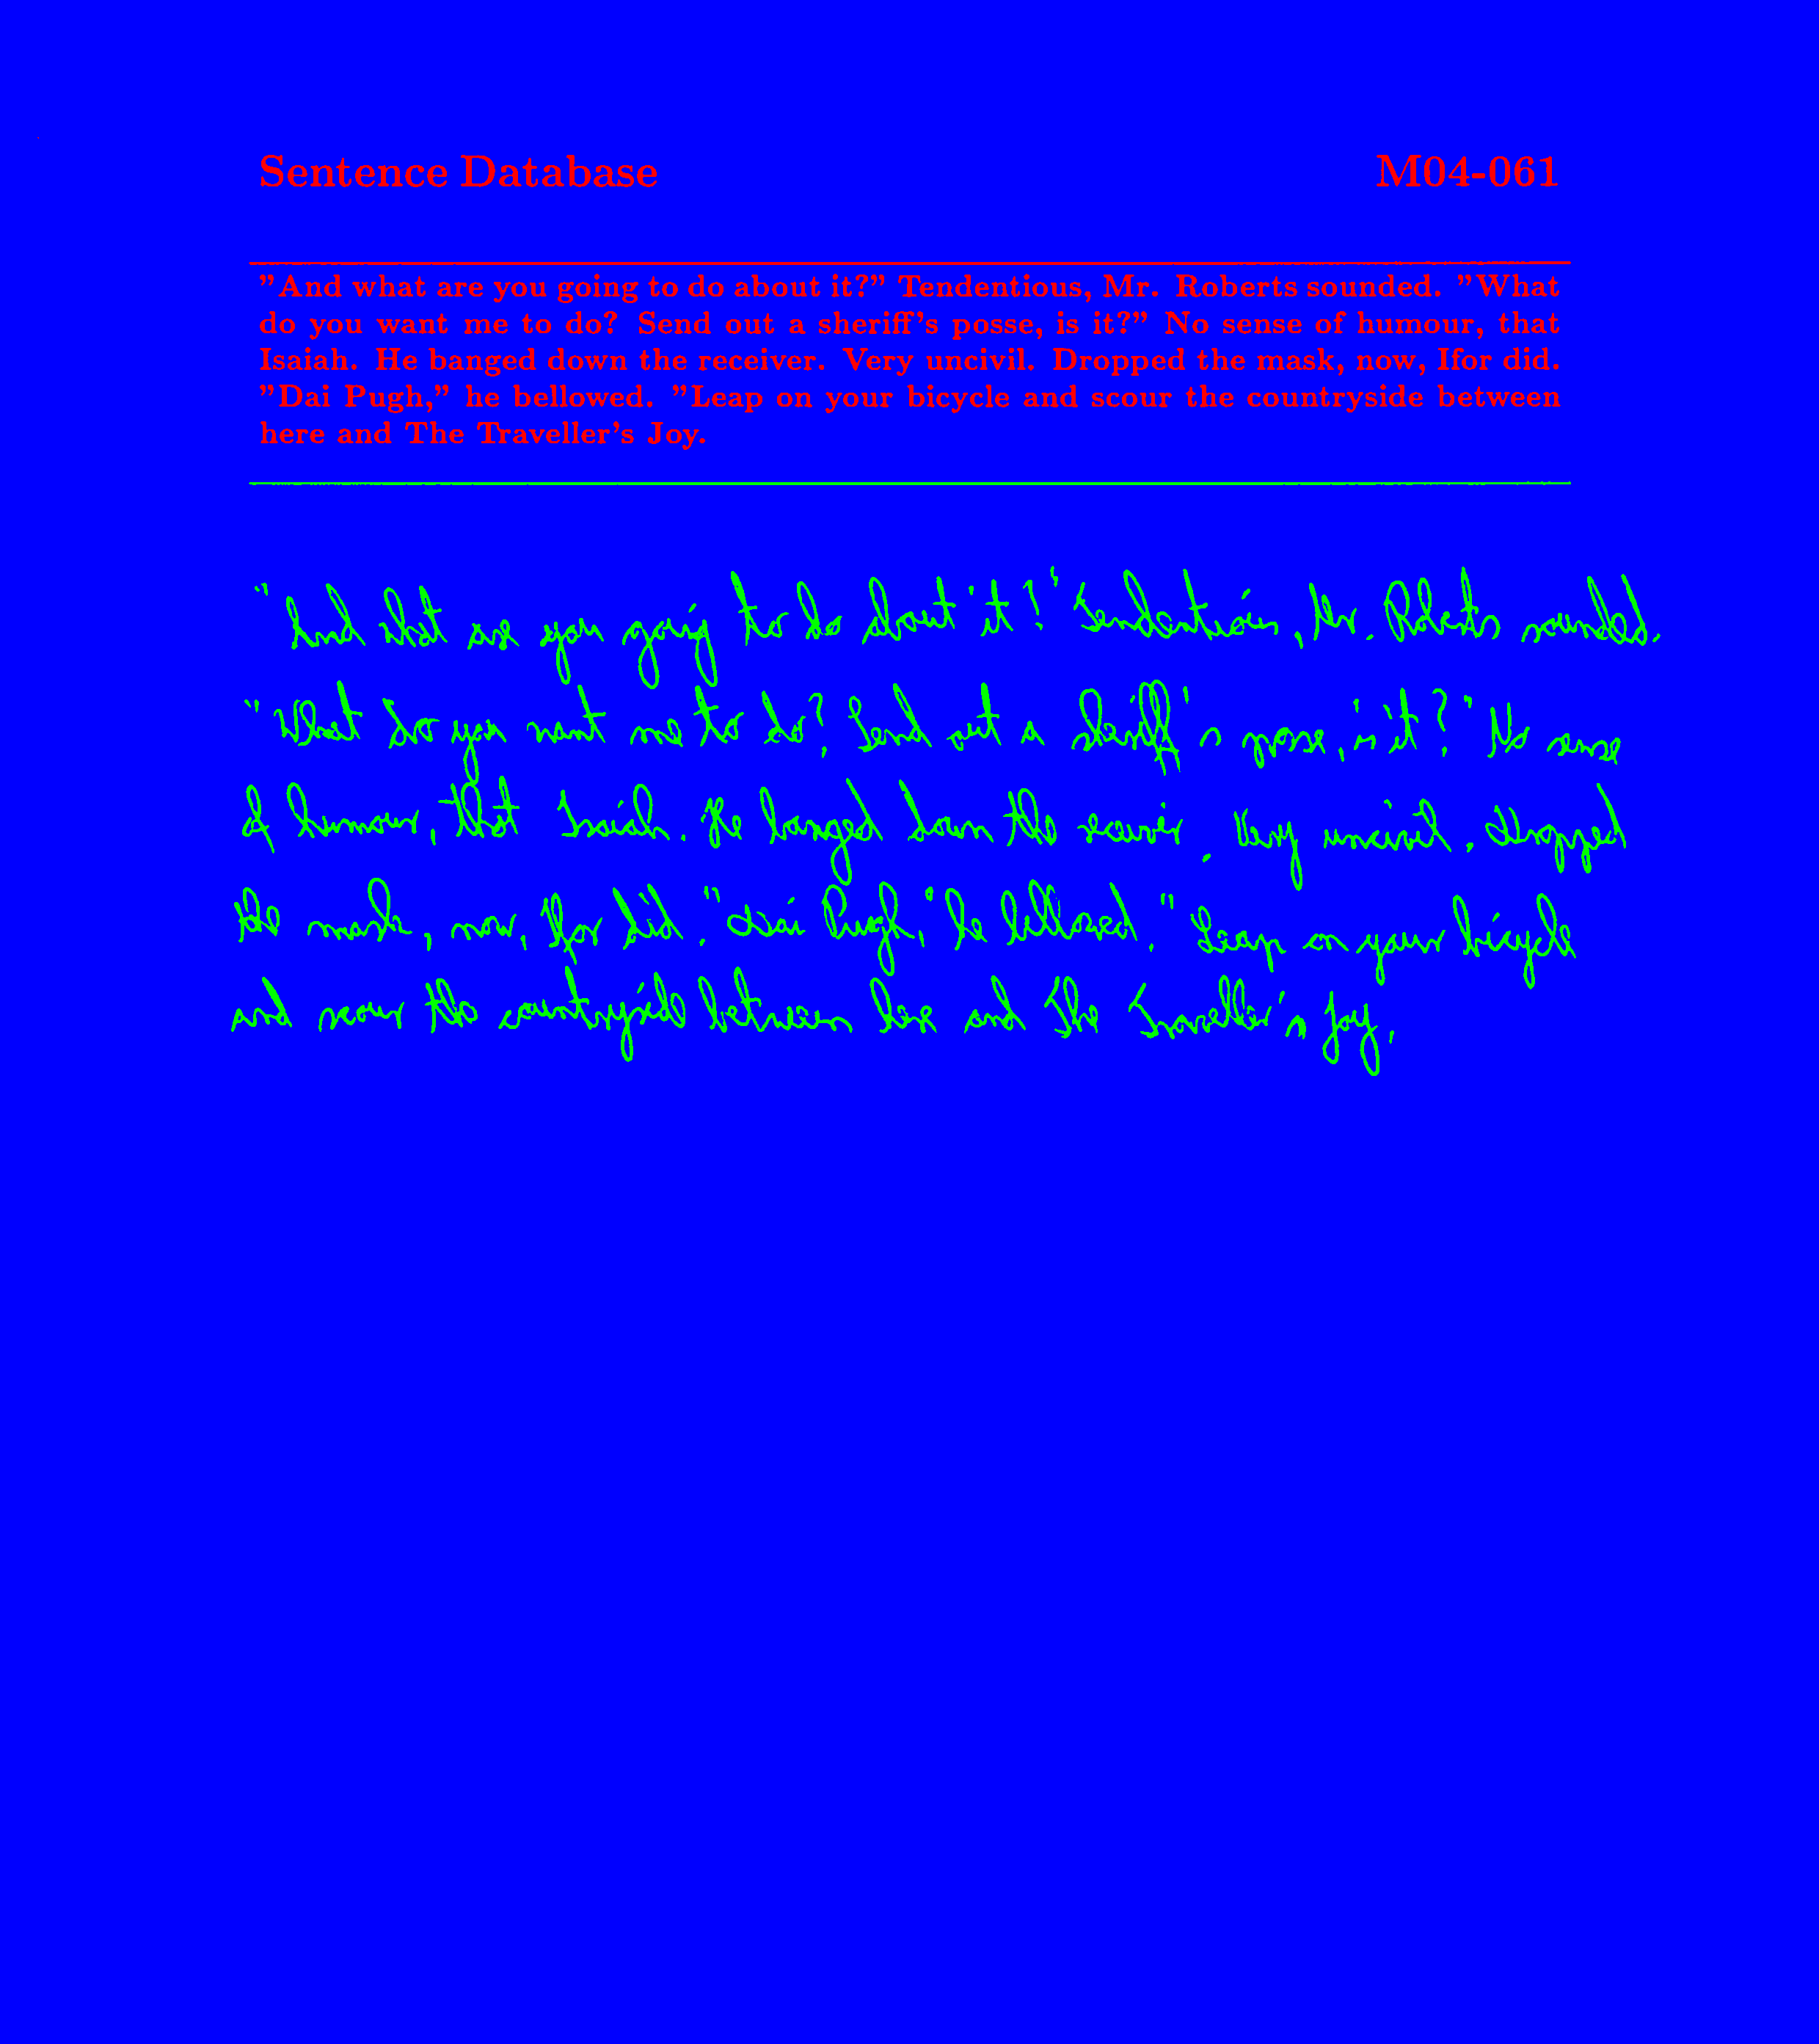 Sentence Database M04-061
"And what are you going to do about it?" Tendentious, Mr. Roberts sounded. "What
do you want me to do? Send out a sheriff's posse, is it?" No sense of humour, that
Isaiah. He banged down the receiver. Very uncivil. Dropped the mask, now, Ifor did.
"Dai Pugh," he bellowed. "Leap on your bicycle and scour the countryside between
here and The Traveller's Joy.
"And what are you going to do about it?" Tendentious, Mr. Roberts sounded.
"What do you want me to do? Send out a sheriff's posse, is it?" No sense
of humour, that Isaiah. He banged down the receiver. Very uncivil. Dropped
the mask, now, Ifor did. "Dai Pugh," he bellowed. "Leap on your bicycle
and scour the countryside between here and The Traveller's Joy.